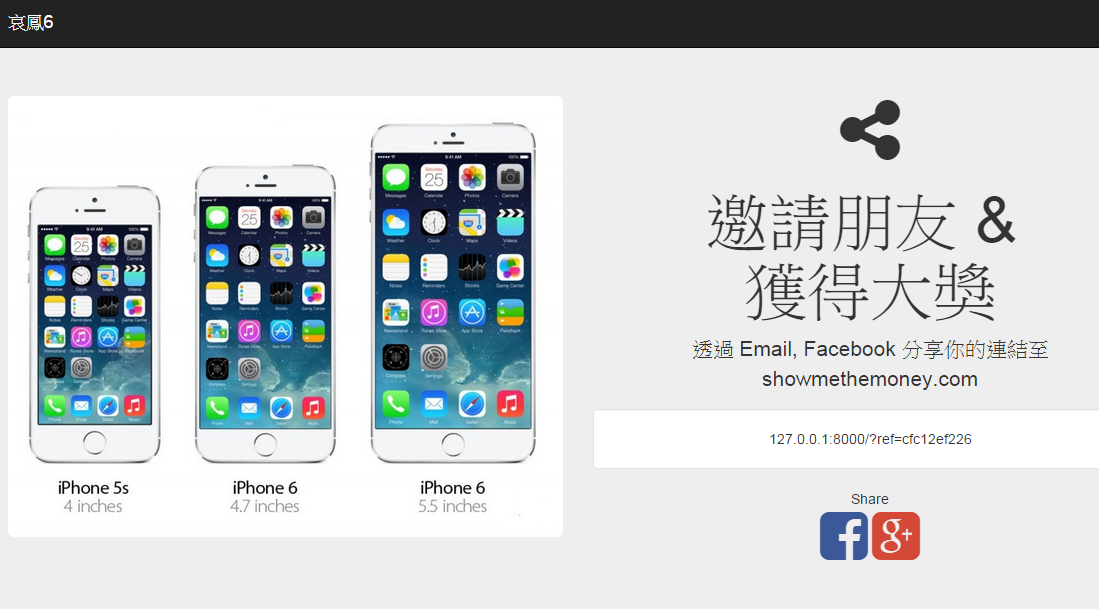 哀鳳6
iPhone 5s
4 inches
iPhone 6
4.7 inches
iPhone 6
5.5 inches
邀請朋友 &
獲得大獎
透過 Email, Facebook 分享你的連結至
showmethemoney.com
127.0.0.1:8000/?ref=cfc12ef226
Share